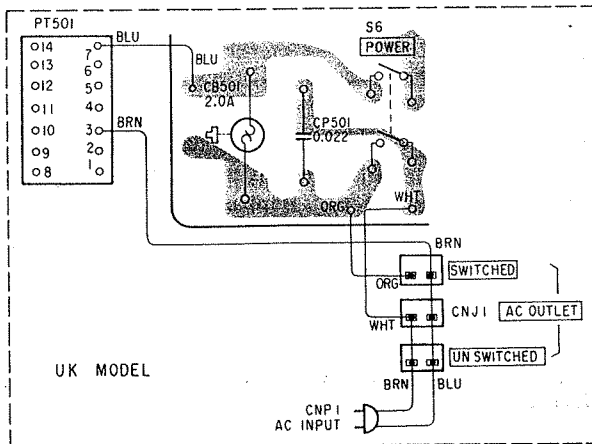 PT501
14
13
12
11
10
9
8
7
6
5
4
3
2
1
BLU
BLU
BRN
CB501
2.0A
CP501
0.022
S6
POWER
ORG
WHT
BRN
ORG
SWITCHED
WHT
CNJ1
AC OUTLET
UNSWITCHED
BRN
BLU
UK MODEL
CNP1
AC INPUT